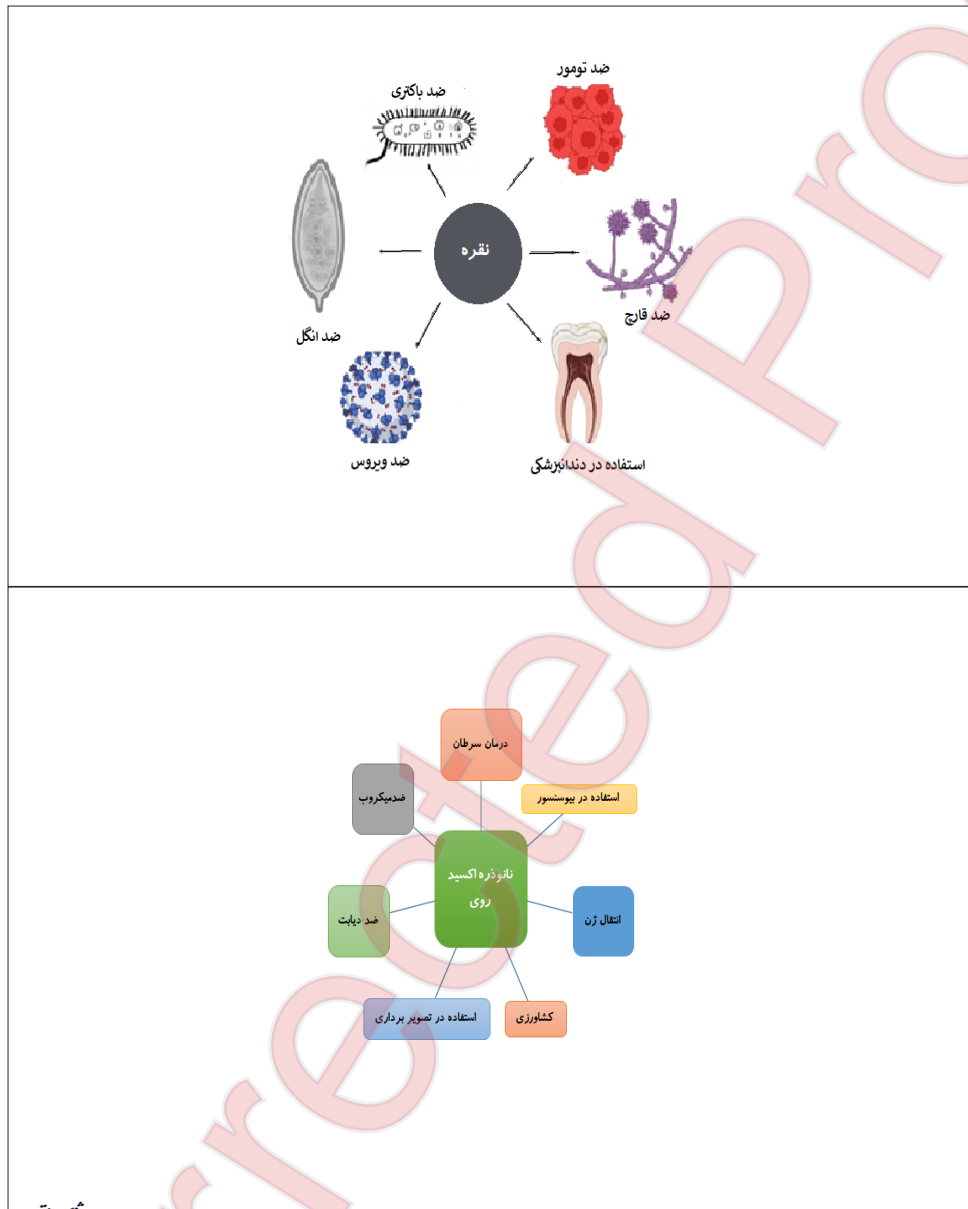 ضد تومور
ضد باکتری
نقره
ضد قارچ
ضد انگل
ضد ویروس
استفاده در دندانپزشکی
درمان سرطان
ضدمیکروب
استفاده در بیوسنسور
نانوذره اکسید
روی
ضد دیابت
انتقال ژن
استفاده در تصویر برداری
کشاورزی